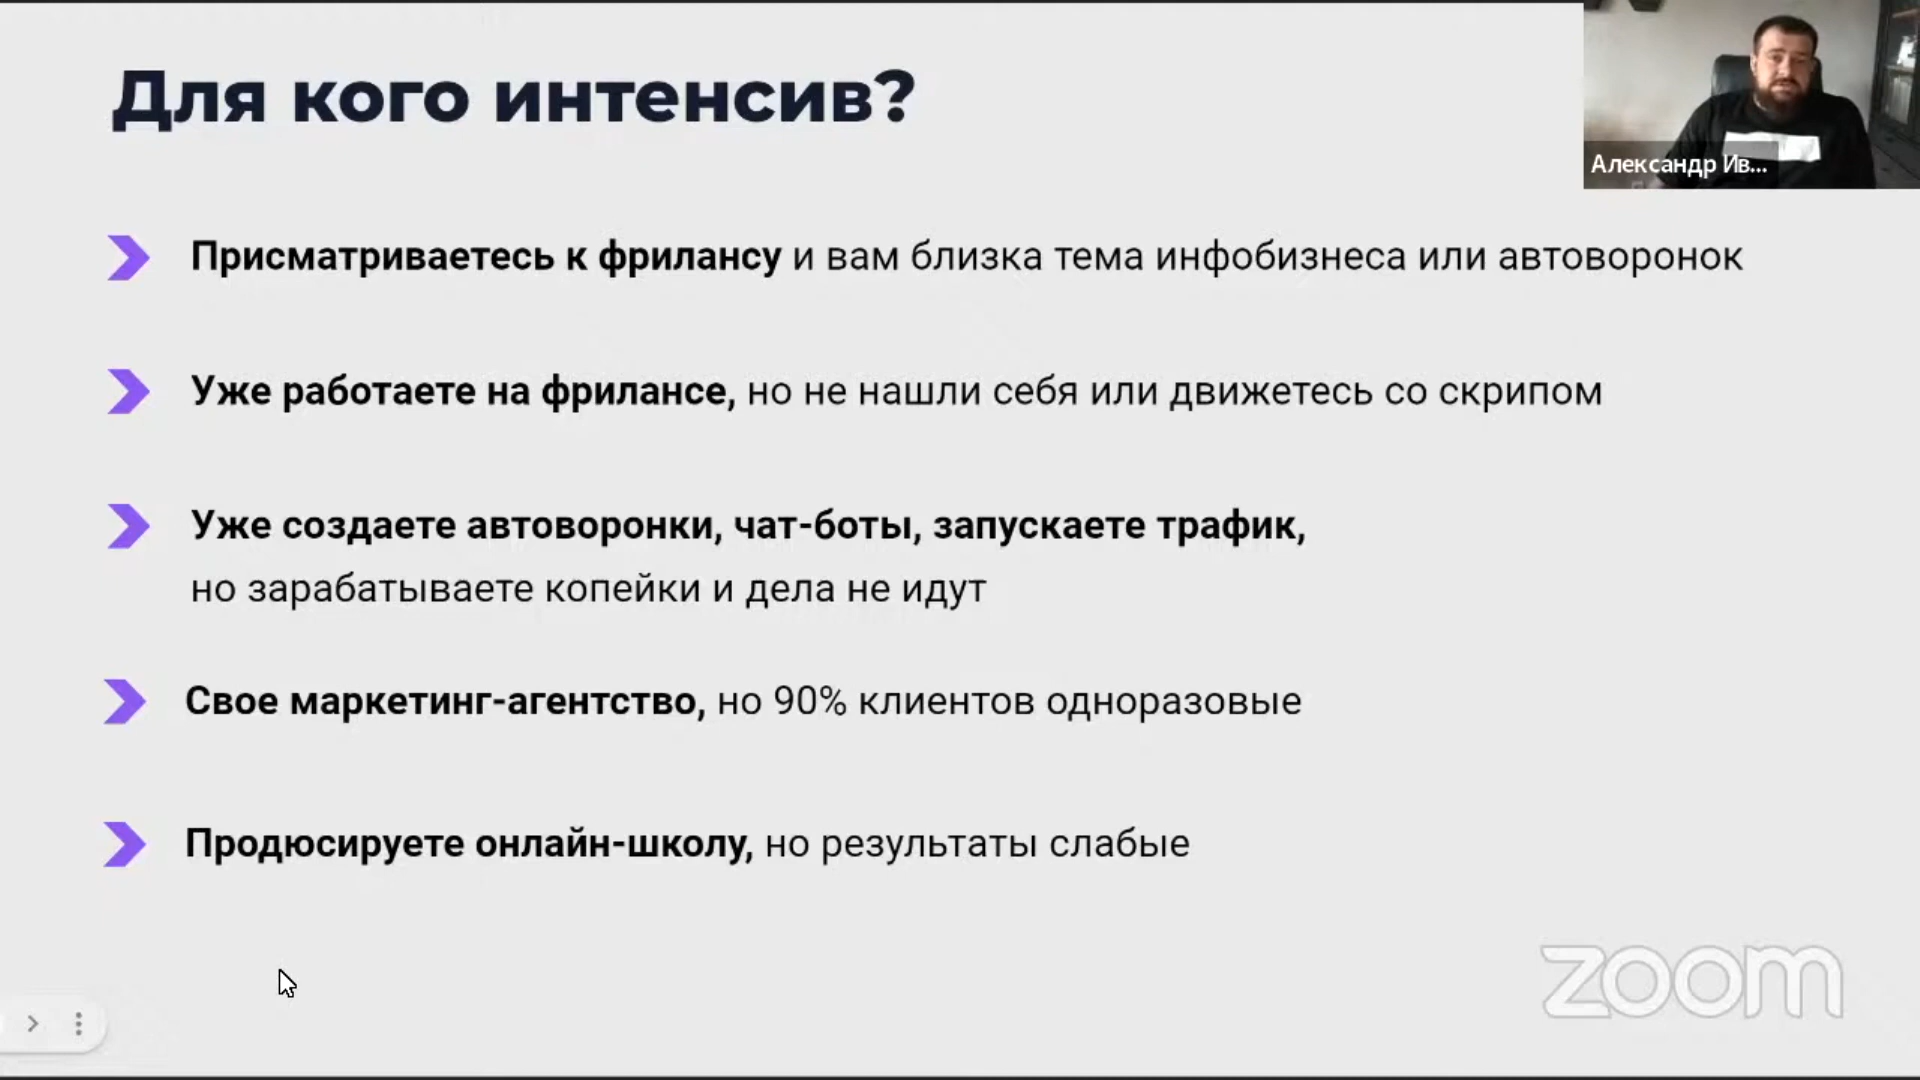 Для кого интенсив?
Александр Ив...
Присматриваетесь к фрилансу и вам близка тема инфобизнеса или автоворонок
Уже работаете на фрилансе, но не нашли себя или движетесь со скрипом
Уже создаете автоворонки, чат-боты, запускаете трафик,
но зарабатываете копейки и дела не идут
Свое маркетинг-агентство, но 90% клиентов одноразовые
Продюсируете онлайн-школу, но результаты слабые
zoom